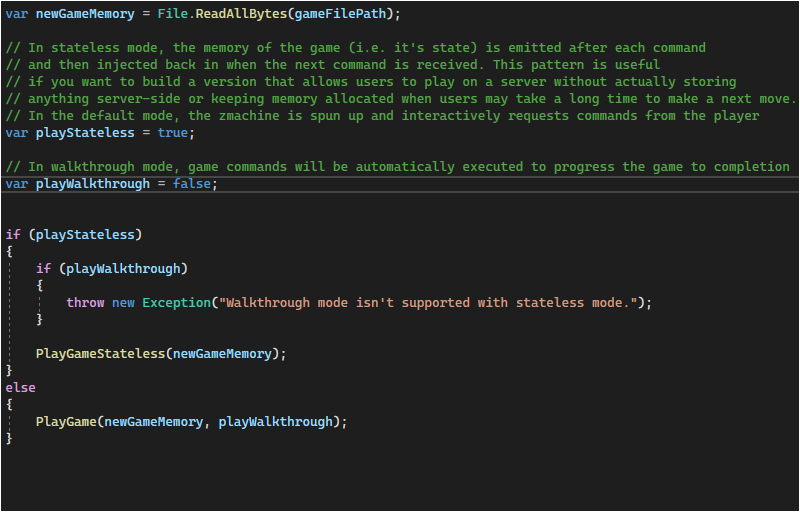 var newGameMemory = File.ReadAllBytes(gameFilePath);
// In stateless mode, the memory of the game (i.e. it's state) is emitted after each command
// and then injected back in when the next command is received. This pattern is useful
// if you want to build a version that allows users to play on a server without actually storing
// anything server-side or keeping memory allocated when users may take a long time to make a next move.
// In the default mode, the zmachine is spun up and interactively requests commands from the player
var playStateless = true;
// In walkthrough mode, game commands will be automatically executed to progress the game to completion
var playWalkthrough = false;
if (playStateless)
{
    if (playWalkthrough)
    {
        throw new Exception("Walkthrough mode isn't supported with stateless mode.");
    }
    PlayGameStateless(newGameMemory);
}
else
{
    PlayGame(newGameMemory, playWalkthrough);
}